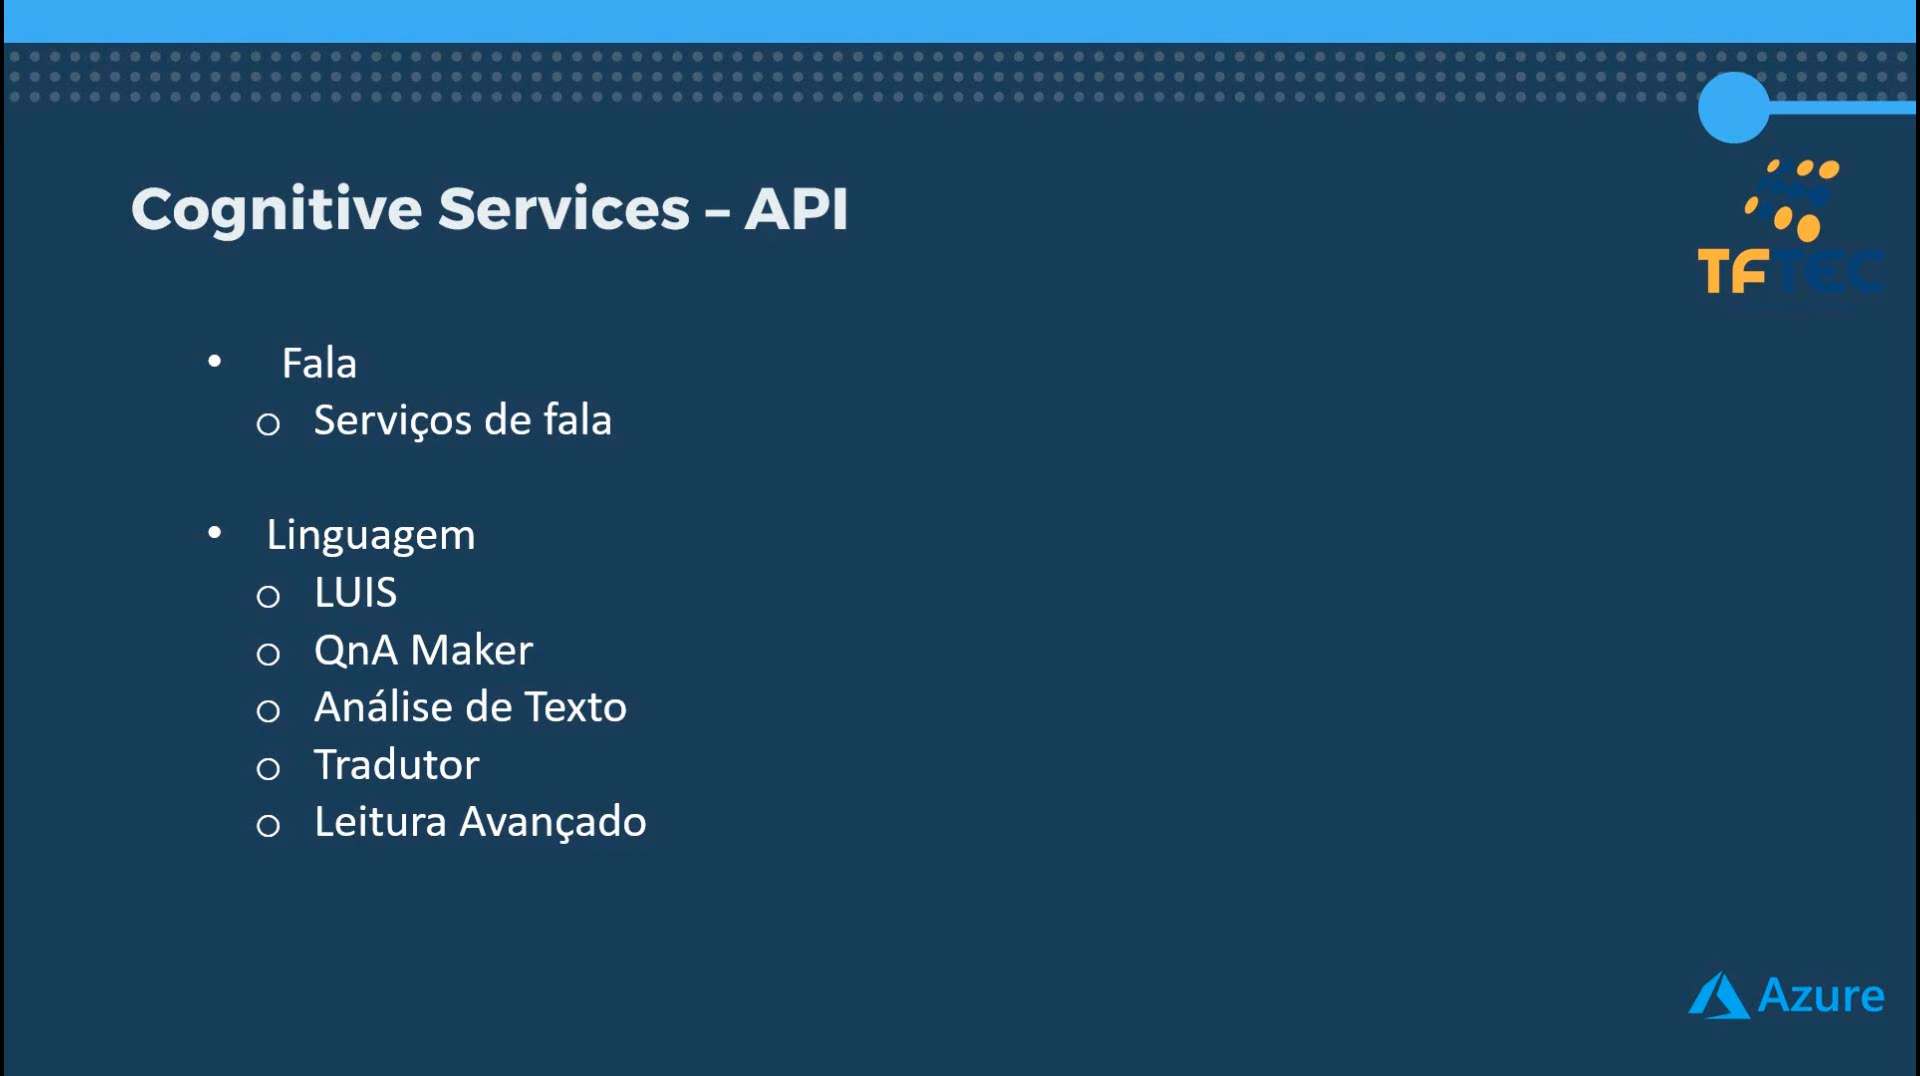 Cognitive Services – API
TFTEC
• Fala
o Serviços de fala
• Linguagem
o LUIS
o QnA Maker
o Análise de Texto
o Tradutor
o Leitura Avançado
Azure